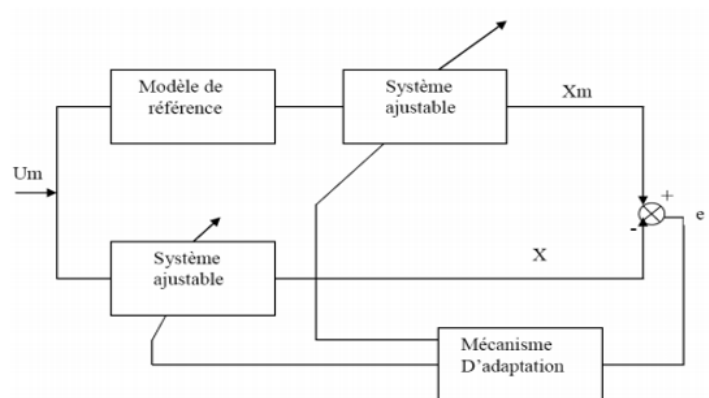 Modèle de
référence
Système
ajustable
Xm
Um
+
e
-
Système
ajustable
X
Mécanisme
D'adaptation